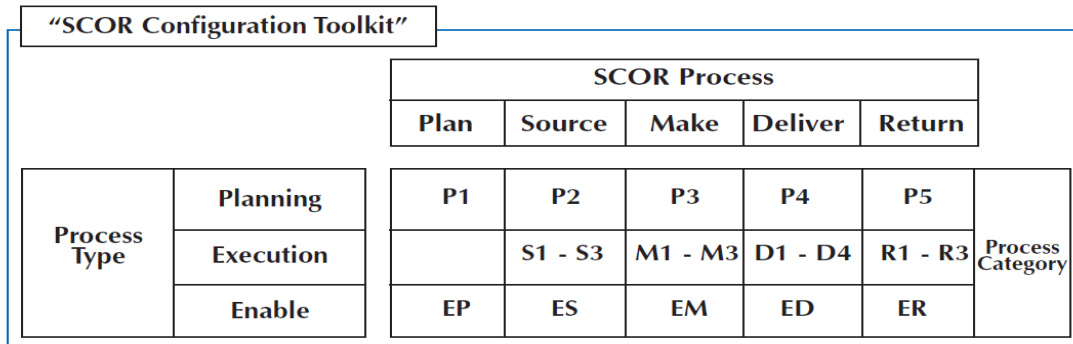 “SCOR Configuration Toolkit”
SCOR Process
Plan Source Make Deliver Return
Planning P1 P2 P3 P4 P5
Process
Type
Execution S1 - S3 M1 - M3 D1 - D4 R1 - R3
Process
Category
Enable EP ES EM ED ER